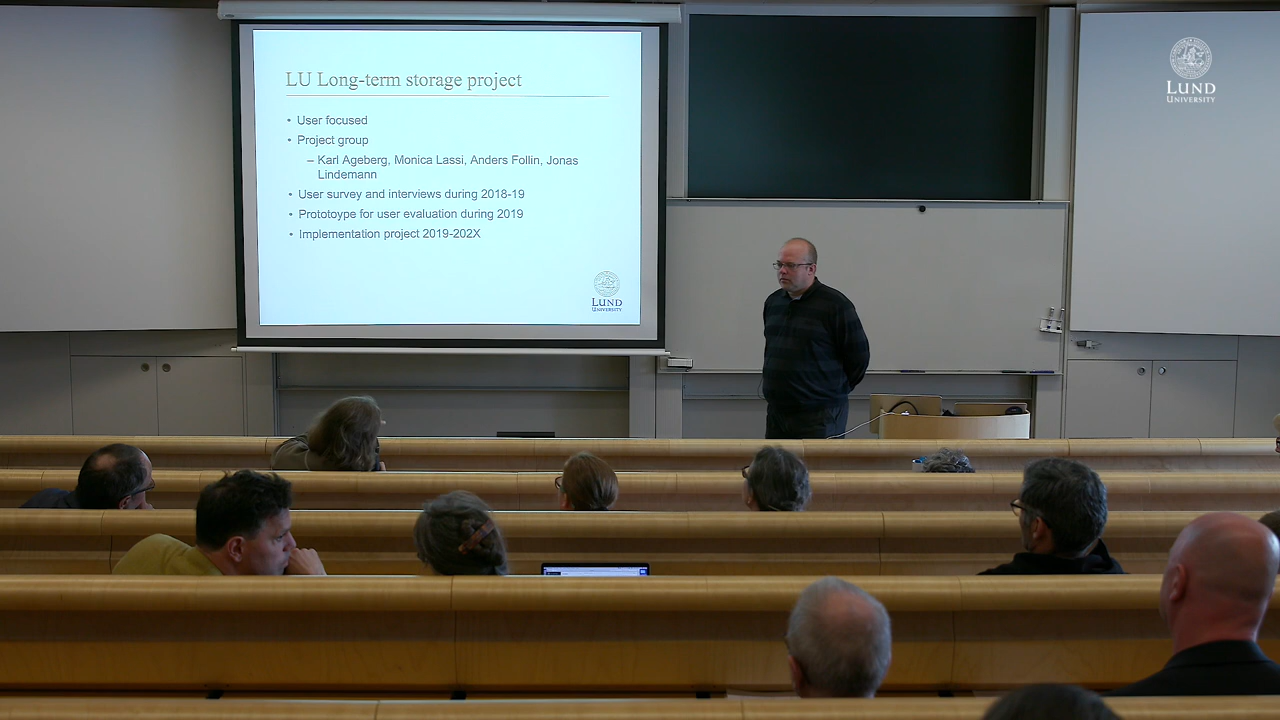 LU Long-term storage project
• User focused
• Project group
– Karl Ageberg, Monica Lassi, Anders Follin, Jonas
Lindemann
• User survey and interviews during 2018-19
• Prototoype for user evaluation during 2019
• Implementation project 2019-202X
LUND
UNIVERSITY
LUND
UNIVERSITY